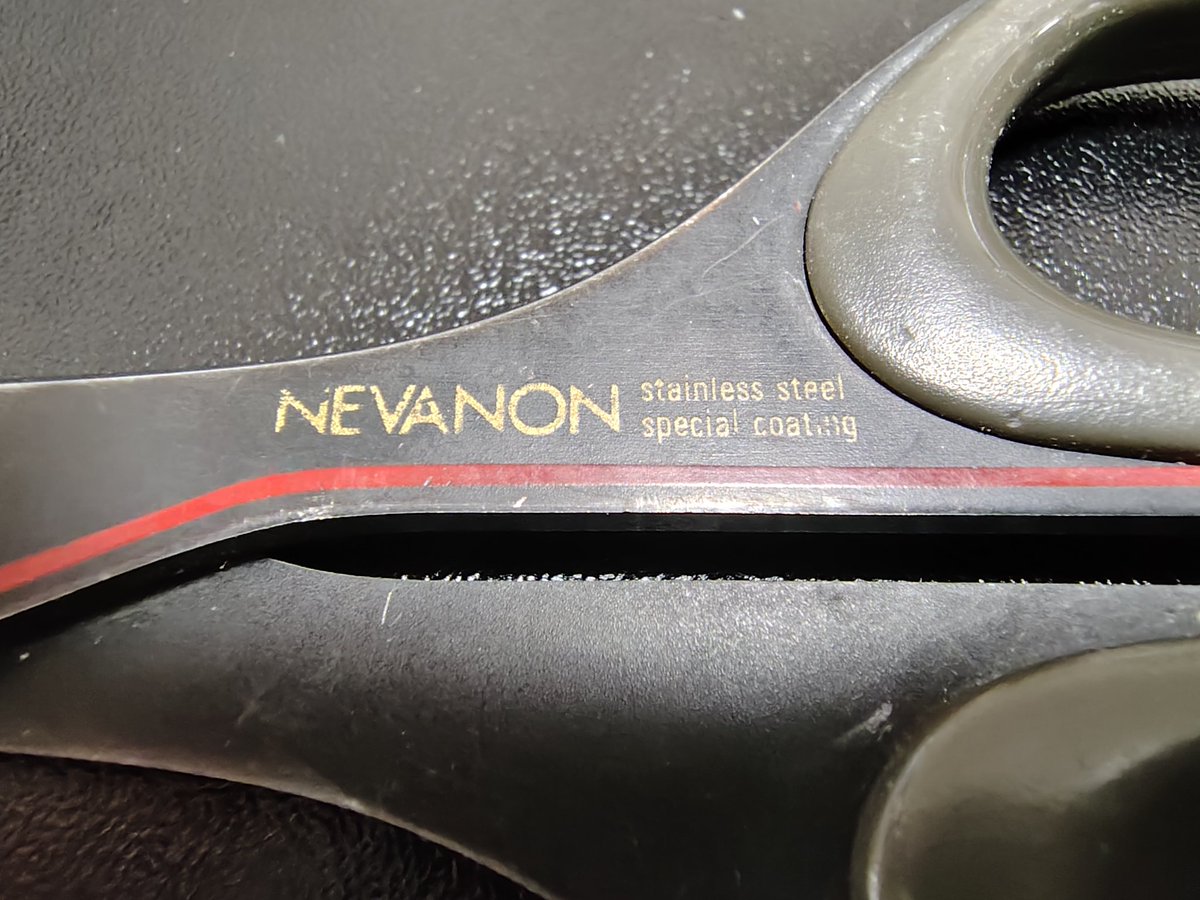 NEVANON
stainless steel
special coating